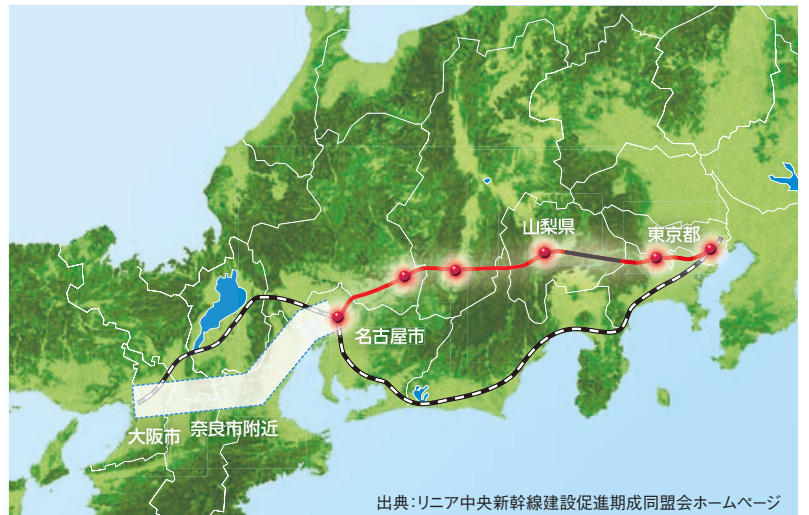 山梨県
東京都
名古屋市
大阪市
奈良市附近
出典：リニア中央新幹線建設促進期成同盟会ホームページ